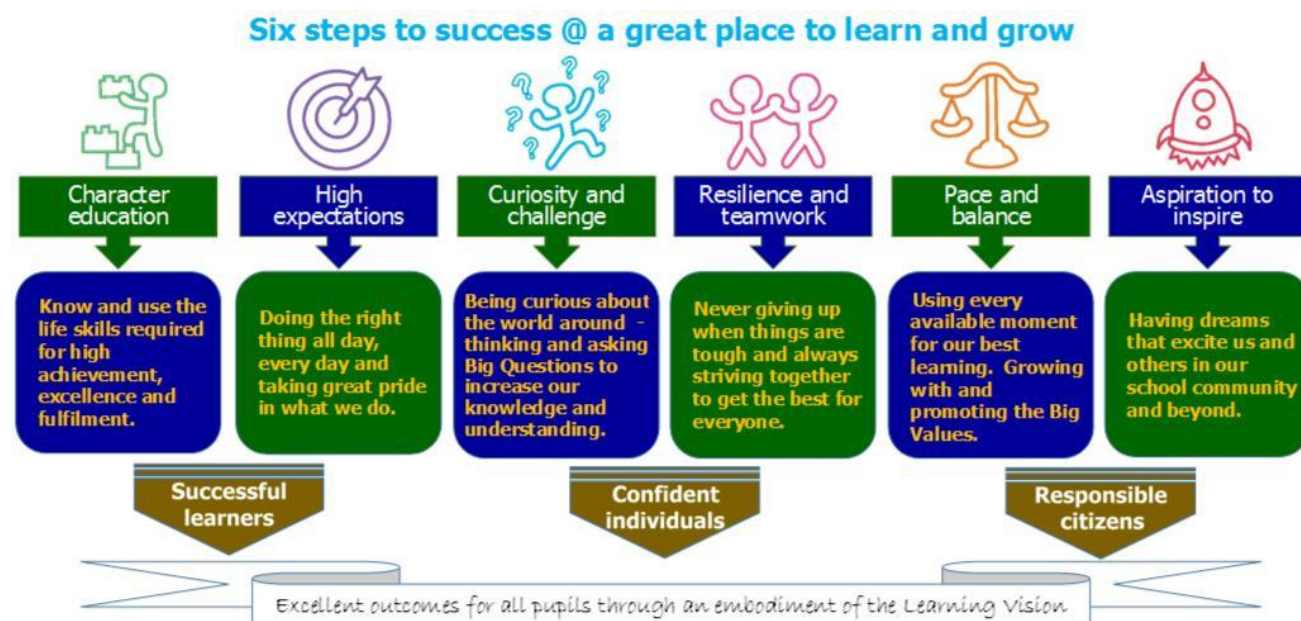 Six steps to success @ a great place to learn and grow
? ? ? ? ? ?
Character
education
High
expectations
Curiosity and
challenge
Resilience and
teamwork
Pace and
balance
Aspiration to
inspire
Know and use the
life skills required
for high
achievement,
excellence and
fulfilment.
Doing the right
thing all day,
every day and
taking great pride
in what we do.
Being curious about
the world around -
thinking and asking
Big Questions to
increase our
knowledge and
understanding.
Never giving up
when things are
tough and always
striving together
to get the best for
everyone.
Using every
available moment
for our best
learning. Growing
with and
promoting the Big
Values.
Having dreams
that excite us and
others in our
school community
and beyond.
Successful
learners
Confident
individuals
Responsible
citizens
Excellent outcomes for all pupils through an embodiment of the Learning Vision